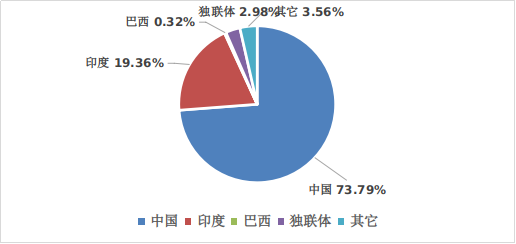 独联体 2.98%
其它 3.56%
巴西 0.32%
印度 19.36%
中国 73.79%
中国 印度 巴西 独联体 其它